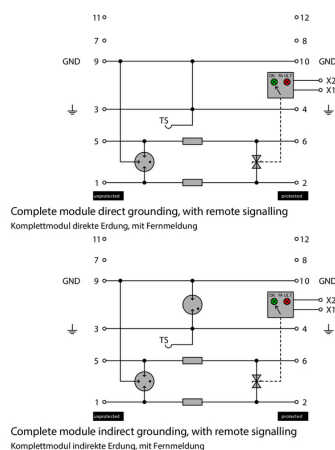 11 12
7 8
GND 9 10 GND
OK FAULT
X2
X1
3 4
TS
5 6
1 2
unprotected protected
Complete module direct grounding, with remote signalling
Komplettmodul direkte Erdung, mit Fernmeldung
11 12
7 8
GND 9 10 GND
OK FAULT
X2
X1
3 4
TS
5 6
1 2
unprotected protected
Complete module indirect grounding, with remote signalling
Komplettmodul indirekte Erdung, mit Fernmeldung